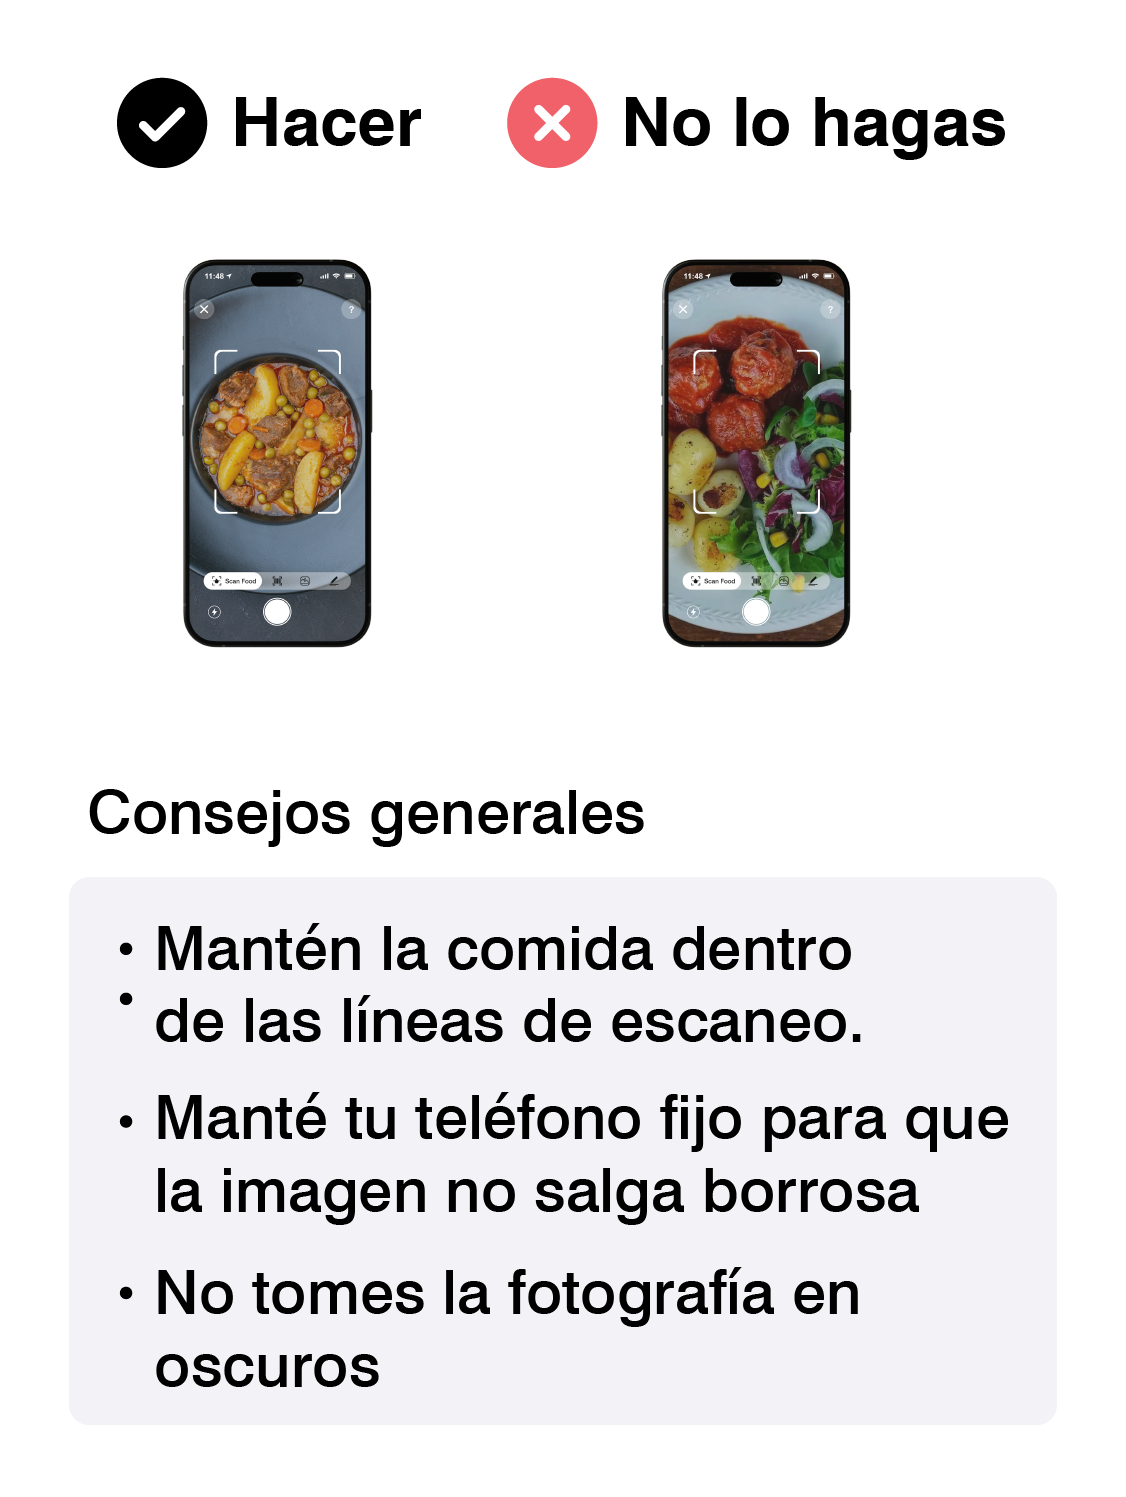 Hacer
No lo hagas
11:48
?
Scan Food
11:48
?
Scan Food
Consejos generales
• Mantén la comida dentro
• de las líneas de escaneo.
• Manté tu teléfono fijo para que
la imagen no salga borrosa
• No tomes la fotografía en
oscuros